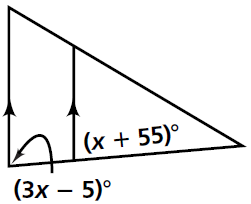 (x + 55)°
(3x − 5)°